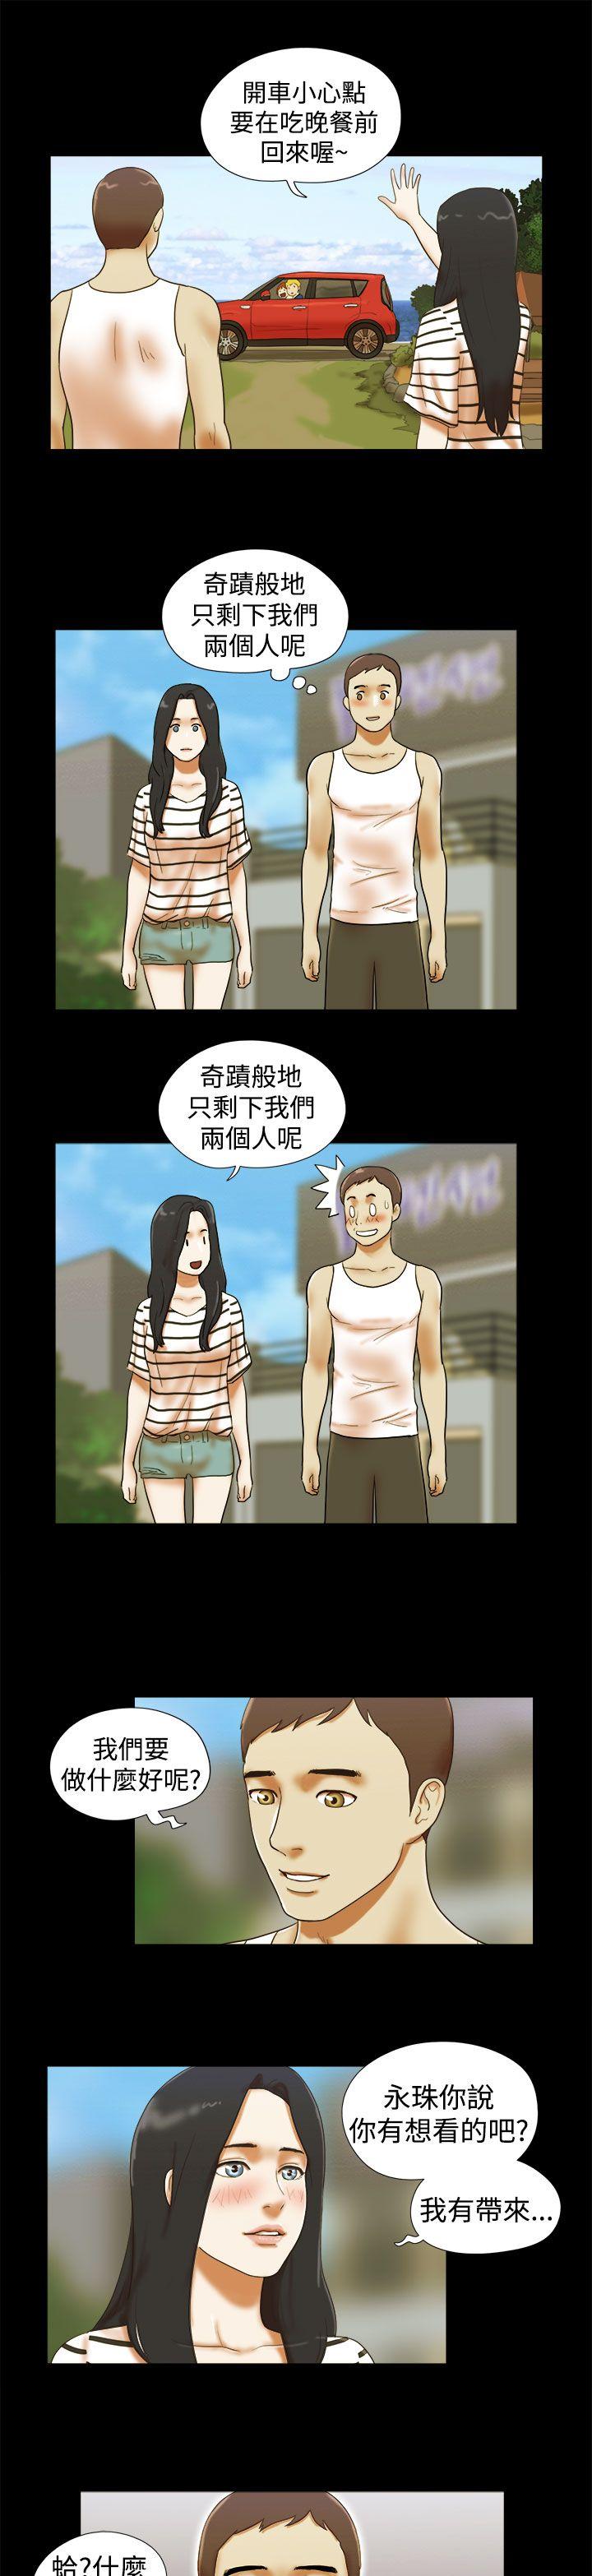 開車小心點
要在吃晚餐前
回來喔~
奇蹟般地
只剩下我們
兩個人呢
奇蹟般地
只剩下我們
兩個人呢
我們要
做什麼好呢?
永珠你說
你有想看的吧?
我有帶來…
蛤?什麼